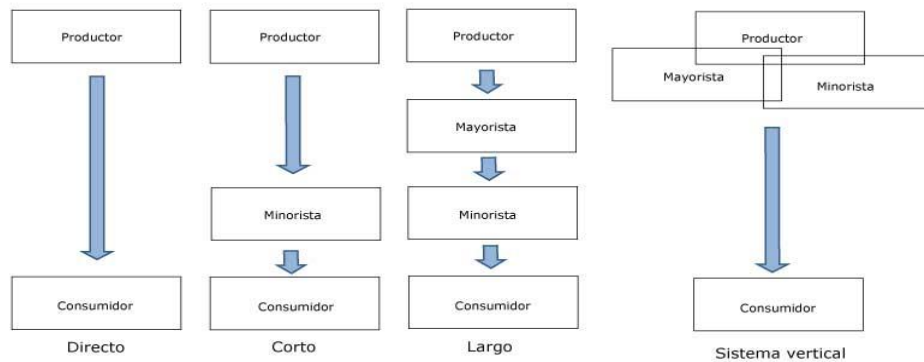 Productor
Consumidor
Directo
Productor
Minorista
Consumidor
Corto
Productor
Mayorista
Minorista
Consumidor
Largo
Productor
Mayorista
Minorista
Consumidor
Sistema vertical